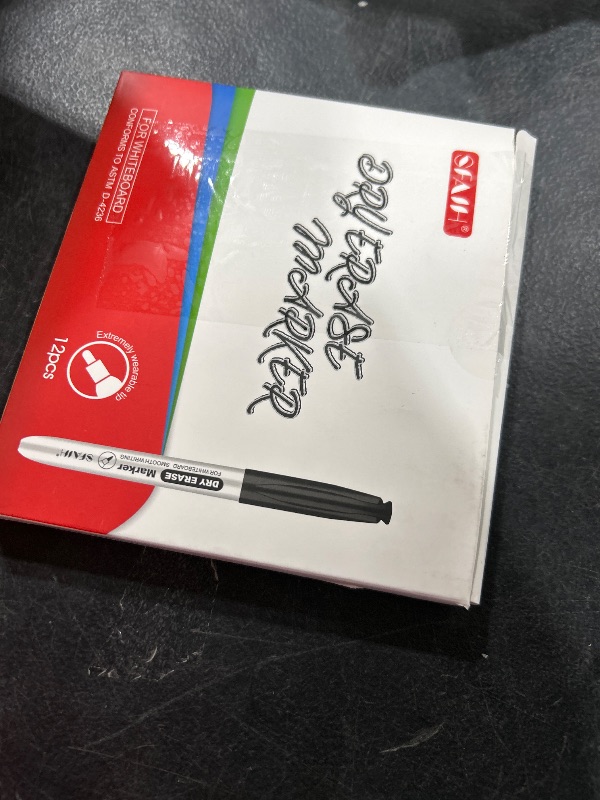 SFAIH®
DRY ERASE
MARKER
FOR WHITEBOARD
CONFORMS TO ASTM D-4236
Extremely wearable tip
12pcs
DRY ERASE
Marker
FOR WHITEBOARD SMOOTH WRITING
SFAIH